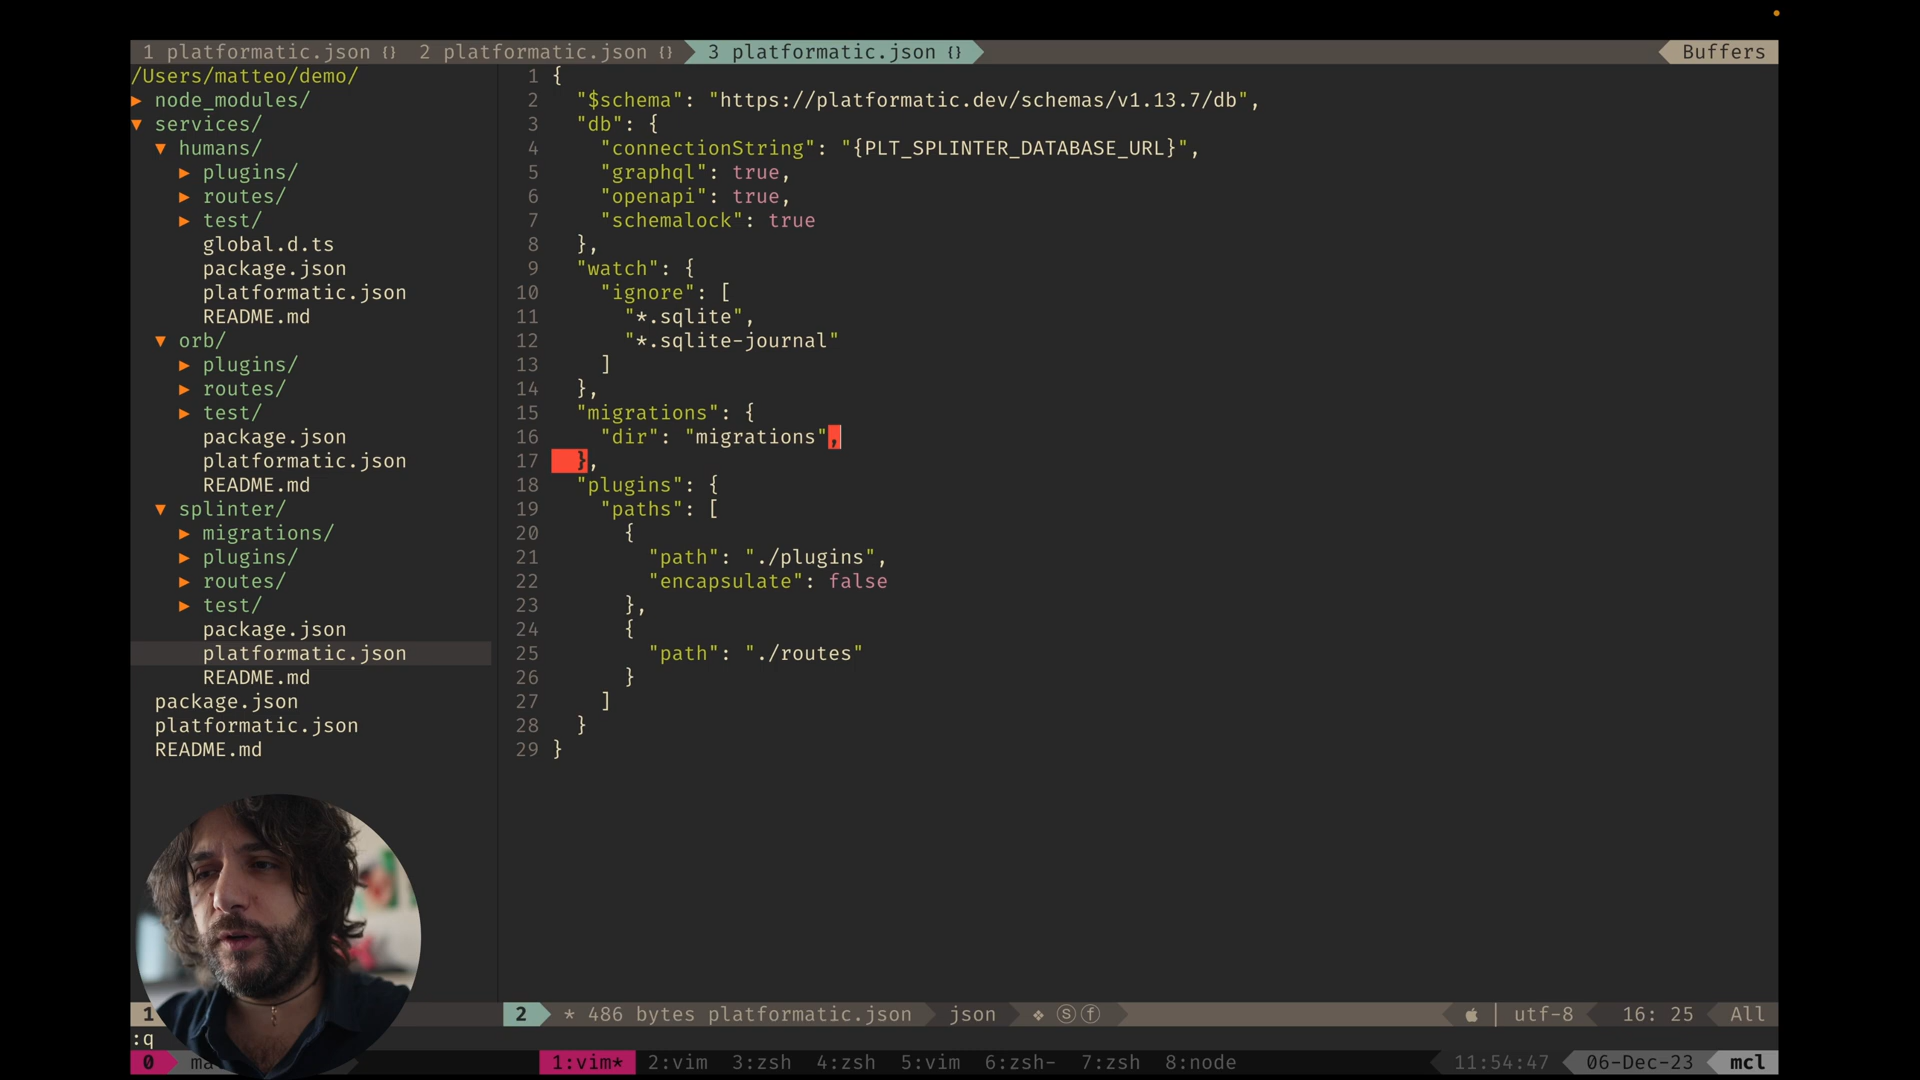 1 platformatic.json {} 2 platformatic.json {} 3 platformatic.json {} Buffers
/Users/matteo/demo/
▸ node_modules/
▾ services/
▾ humans/
▸ plugins/
▸ routes/
▸ test/
global.d.ts
package.json
platformatic.json
README.md
▾ orb/
▸ plugins/
▸ routes/
▸ test/
package.json
platformatic.json
README.md
▾ splinter/
▸ migrations/
▸ plugins/
▸ routes/
▸ test/
package.json
platformatic.json
README.md
package.json
platformatic.json
README.md
1 {
2   "$schema": "https://platformatic.dev/schemas/v1.13.7/db",
3   "db": {
4     "connectionString": "{PLT_SPLINTER_DATABASE_URL}",
5     "graphql": true,
6     "openapi": true,
7     "schemalock": true
8   },
9   "watch": {
10     "ignore": [
11       "*.sqlite",
12       "*.sqlite-journal"
13     ]
14   },
15   "migrations": {
16     "dir": "migrations",
17   },
18   "plugins": {
19     "paths": [
20       {
21         "path": "./plugins",
22         "encapsulate": false
23       },
24       {
25         "path": "./routes"
26       }
27     ]
28   }
29 }
1
2 * 486 bytes platformatic.json json ❖ Ⓢⓕ | utf-8 16: 25 All
:q
0 1:vim* 2:vim 3:zsh 4:zsh 5:vim 6:zsh- 7:zsh 8:node 11:54:47 06-Dec-23 mcl